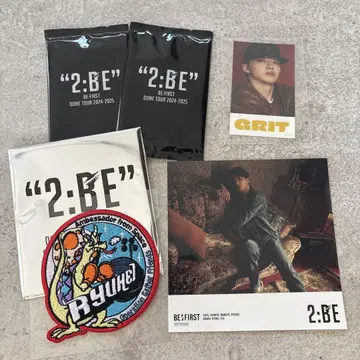 "2:BE"
BE:FIRST
DOME TOUR 2024-2025
"2:BE"
BE:FIRST
DOME TOUR 2024-2025
GRIT
"2:BE"
Ambassador from Space
RYUHEI
BE:FIRST
2:BE